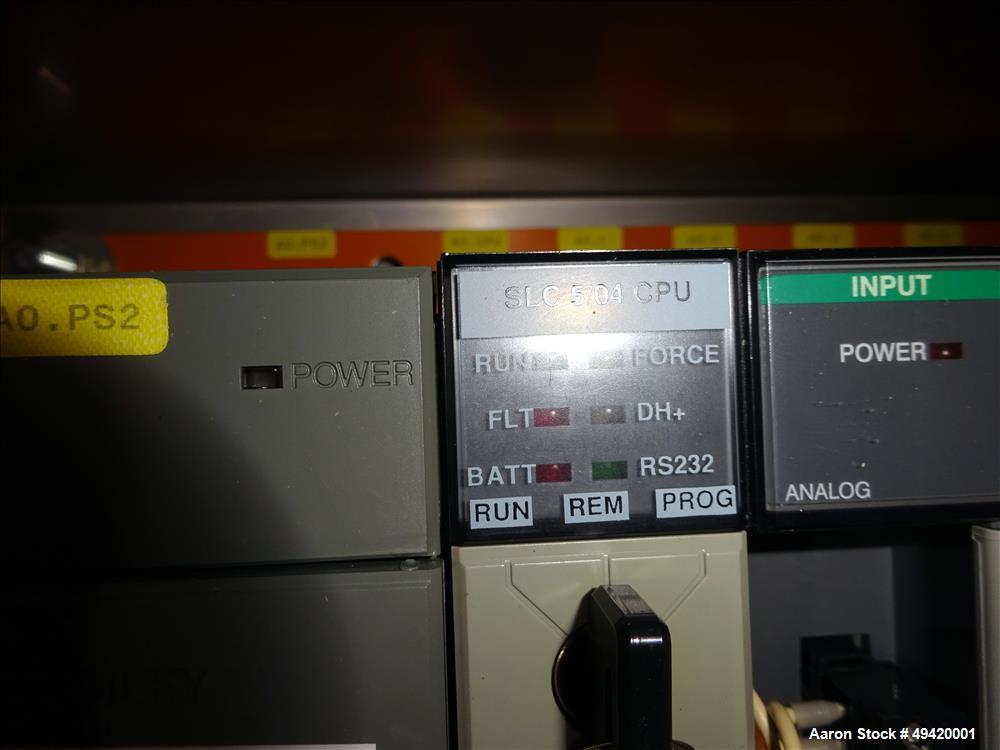 A0.PS2
POWER
SLC 5/04 CPU
RUN FORCE
FLT DH+
BATT RS232
RUN REM PROG
INPUT
POWER
ANALOG
Aaron Stock # 49420001